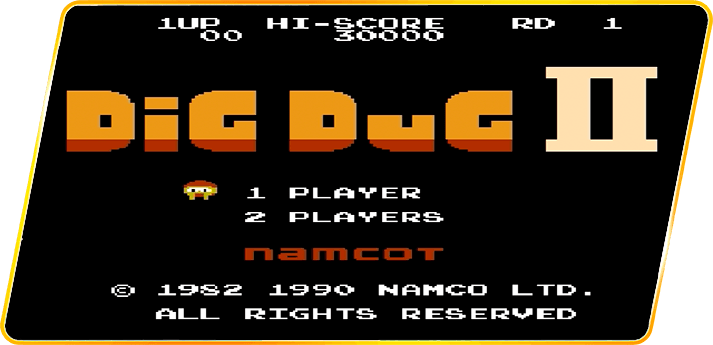 1UP HI-SCORE RD 1
00 30000
DiG DuG II
1 PLAYER
2 PLAYERS
namcot
© 1982 1990 NAMCO LTD.
ALL RIGHTS RESERVED